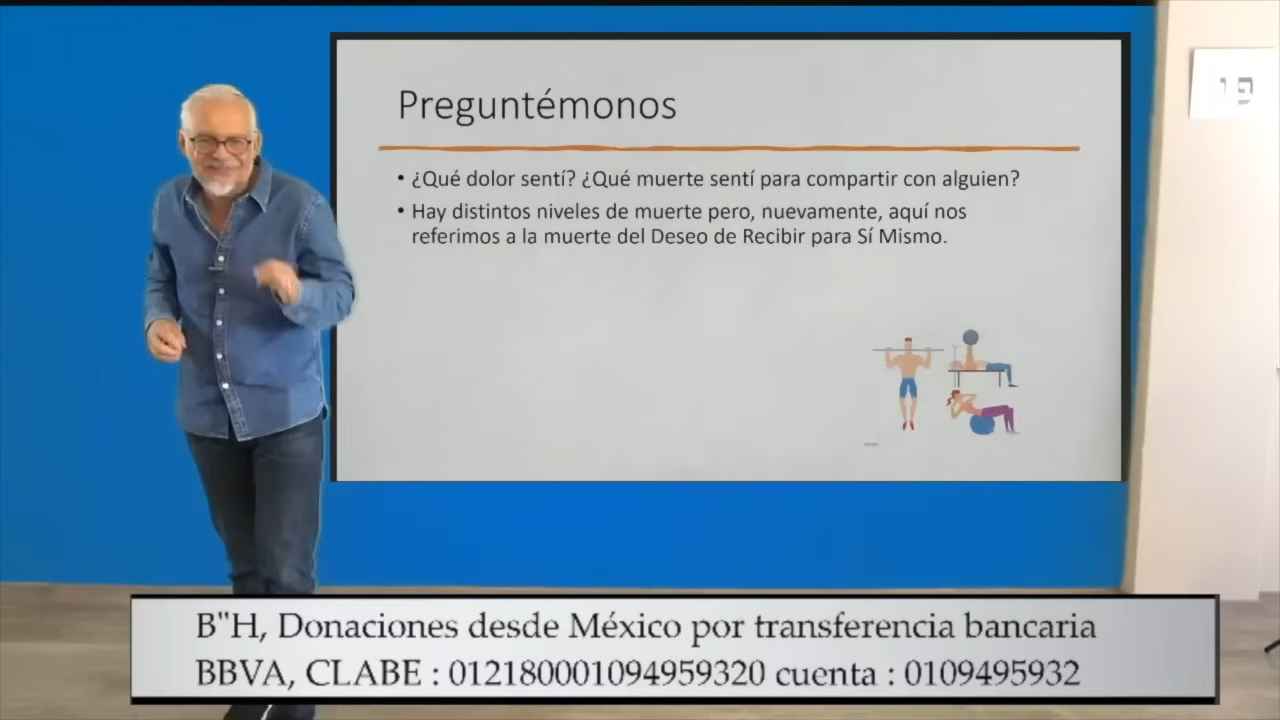 Preguntémonos
• ¿Qué dolor sentí? ¿Qué muerte sentí para compartir con alguien?
• Hay distintos niveles de muerte pero, nuevamente, aquí nos
referimos a la muerte del Deseo de Recibir para Sí Mismo.
B"H, Donaciones desde México por transferencia bancaria
BBVA, CLABE : 012180001094959320 cuenta : 0109495932